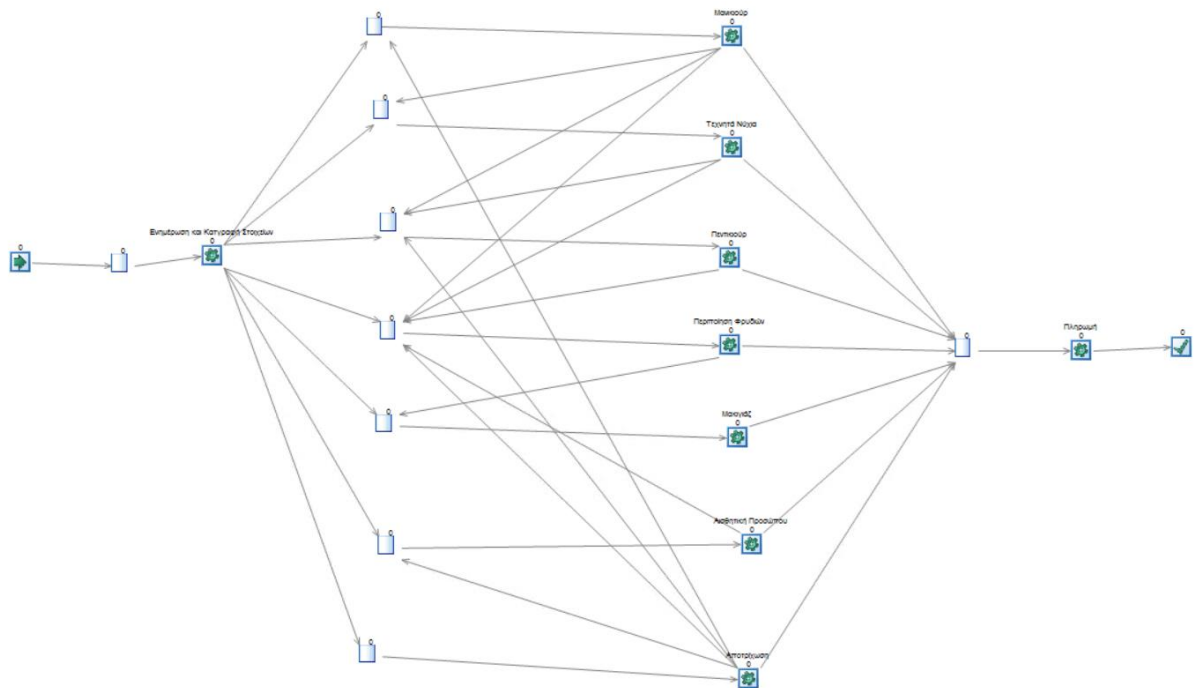 0
Μανικιούρ
0
0
Τεχνητά Νύχια
0
0
Ενημέρωση και Καταγραφή Στοιχείων
0
0
0
Πεντικιούρ
0
0
Περιποίηση Φρυδιών
0
0
Πληρωμή
0
0
0
Μακιγιάζ
0
0
Αισθητική Προσώπου
0
0
Αποτρίχωση
0